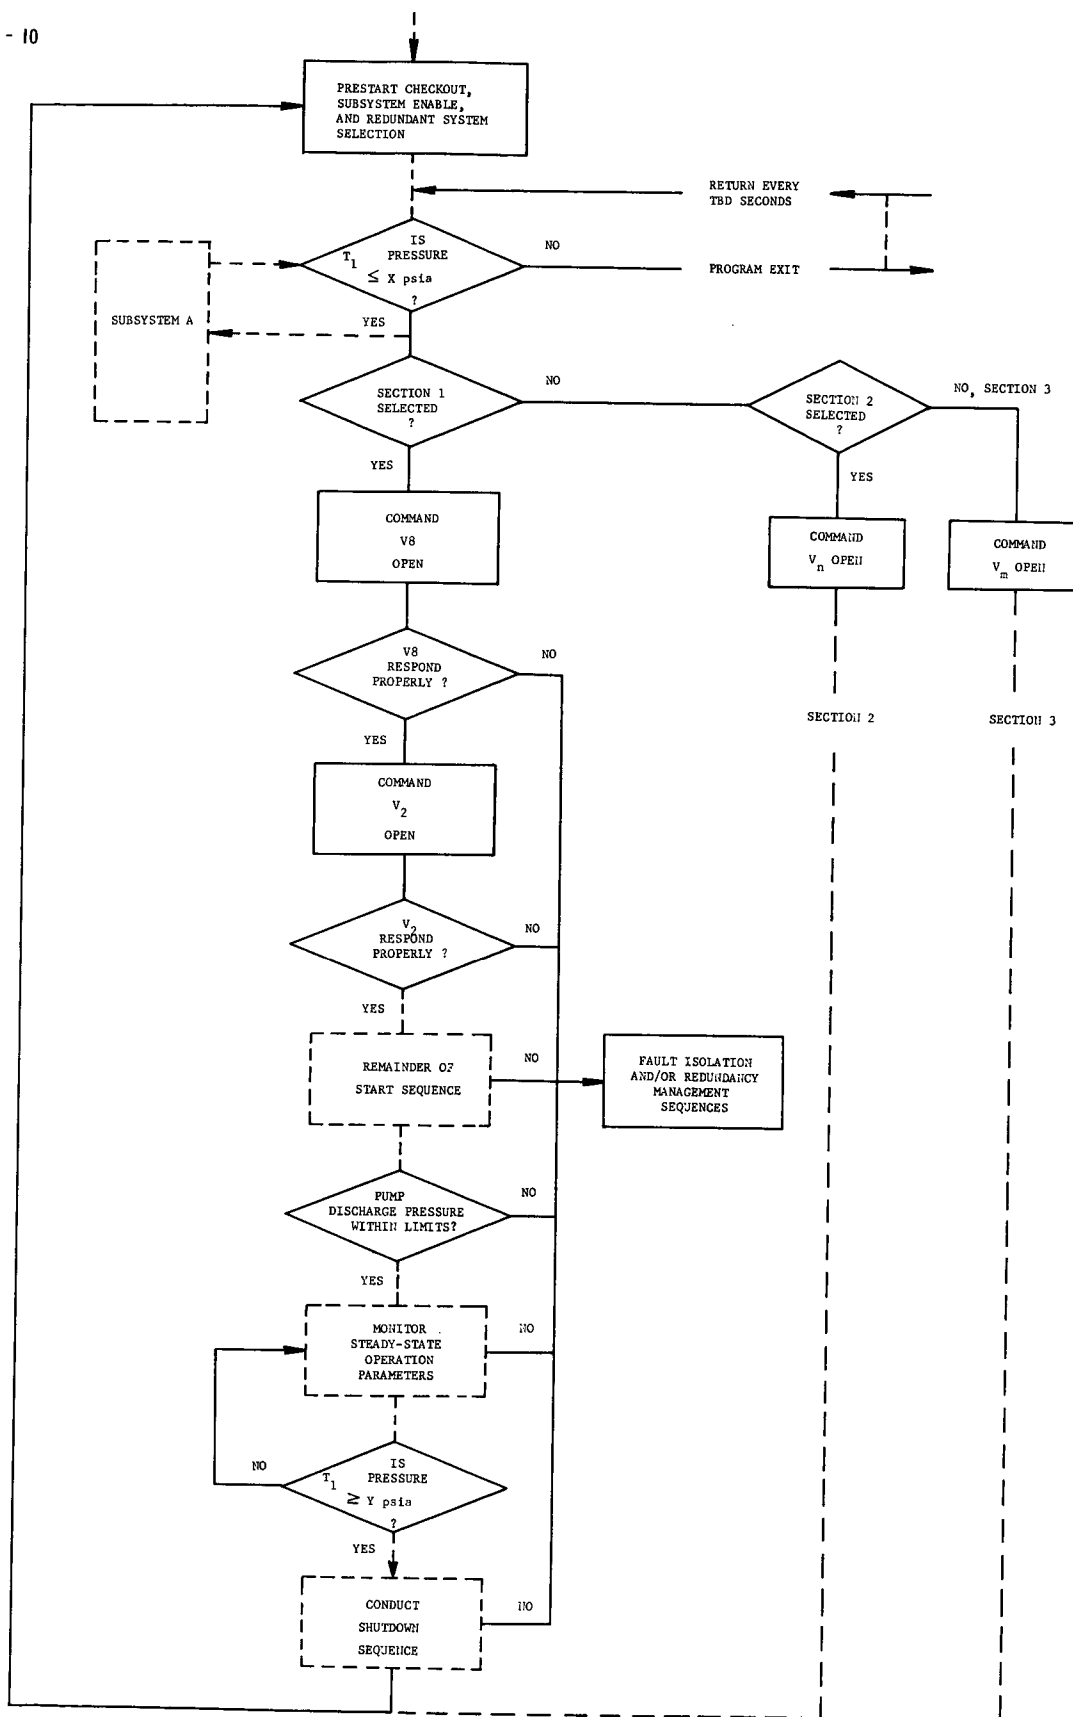 - 10
PRESTART CHECKOUT,
SUBSYSTEM ENABLE,
AND REDUNDANT SYSTEM
SELECTION
RETURN EVERY
TBD SECONDS
IS
T1 PRESSURE
≤ X psia
?
NO
PROGRAM EXIT
SUBSYSTEM A
YES
SECTION 1
SELECTED
?
NO
SECTION 2
SELECTED
?
NO, SECTION 3
YES
YES
COMMAND
V8
OPEN
COMMAND
Vn OPEN
COMMAND
Vm OPEN
V8
RESPOND
PROPERLY ?
NO
SECTION 2
SECTION 3
YES
COMMAND
V2
OPEN
V2
RESPOND
PROPERLY ?
NO
YES
REMAINDER OF
START SEQUENCE
NO
FAULT ISOLATION
AND/OR REDUNDANCY
MANAGEMENT
SEQUENCES
PUMP
DISCHARGE PRESSURE
WITHIN LIMITS?
NO
YES
MONITOR
STEADY-STATE
OPERATION
PARAMETERS
NO
IS
T1 PRESSURE
≥ Y psia
?
NO
YES
CONDUCT
SHUTDOWN
SEQUENCE
NO